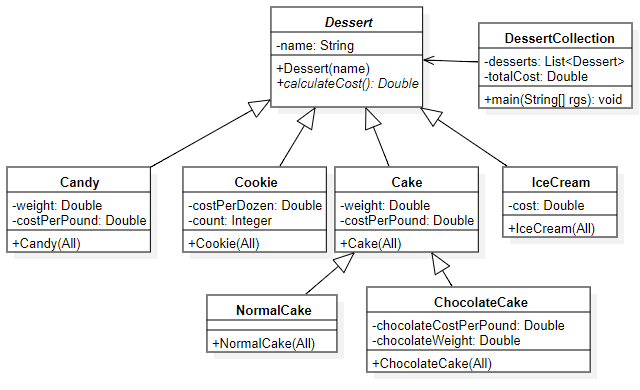 Dessert
-name: String
+Dessert(name)
+calculateCost(): Double
DessertCollection
-desserts: List<Dessert>
-totalCost: Double
+main(String[] rgs): void
Candy
-weight: Double
-costPerPound: Double
+Candy(All)
Cookie
-costPerDozen: Double
-count: Integer
+Cookie(All)
Cake
-weight: Double
-costPerPound: Double
+Cake(All)
IceCream
-cost: Double
+IceCream(All)
NormalCake
+NormalCake(All)
ChocolateCake
-chocolateCostPerPound: Double
-chocolateWeight: Double
+ChocolateCake(All)